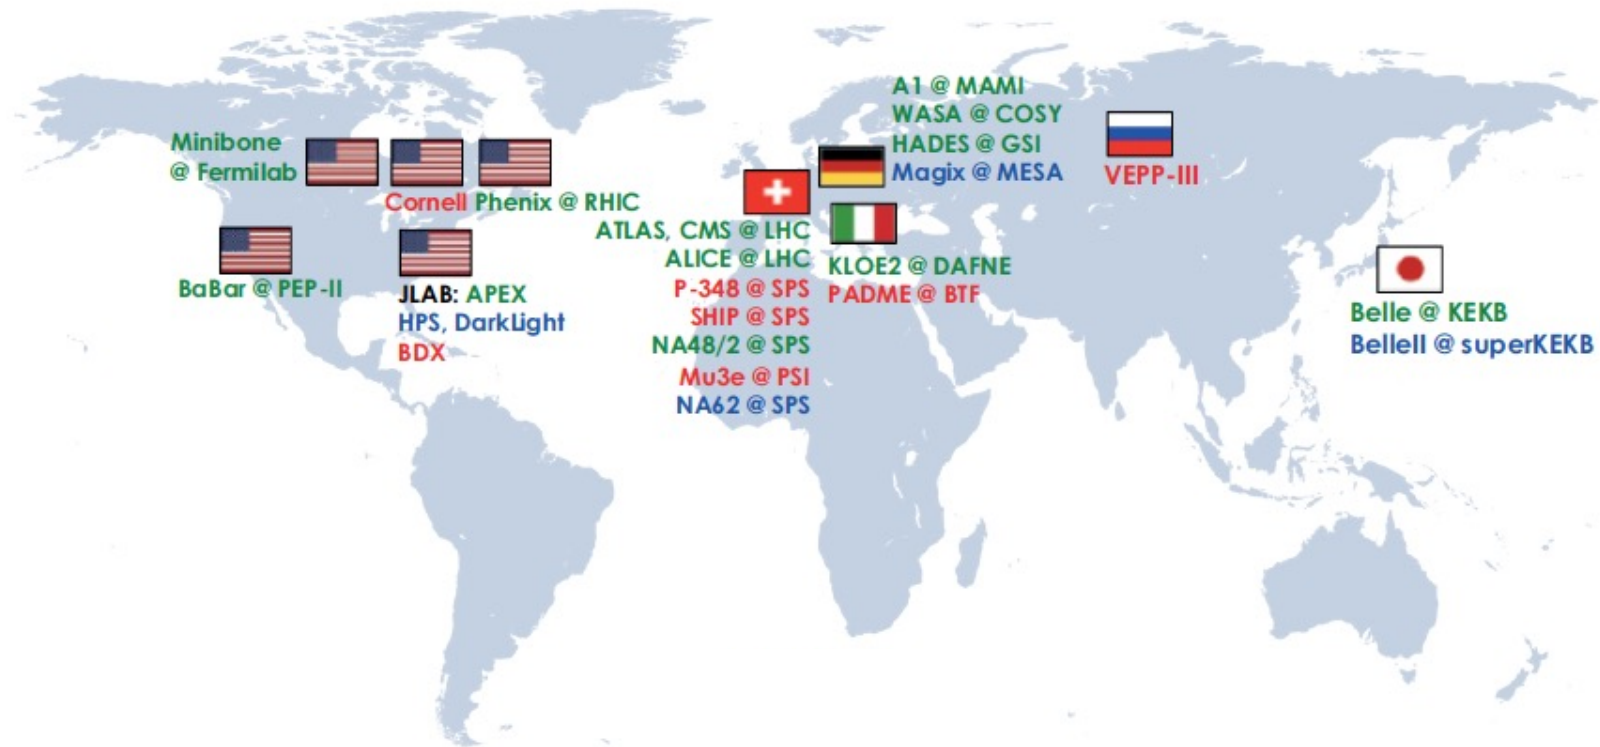 Minibone
@ Fermilab
Cornell Phenix @ RHIC
BaBar @ PEP-II
JLAB: APEX
HPS, DarkLight
BDX
ATLAS, CMS @ LHC
ALICE @ LHC
P-348 @ SPS
SHIP @ SPS
NA48/2 @ SPS
Mu3e @ PSI
NA62 @ SPS
A1 @ MAMI
WASA @ COSY
HADES @ GSI
Magix @ MESA
KLOE2 @ DAFNE
PADME @ BTF
VEPP-III
Belle @ KEKB
BelleII @ superKEKB